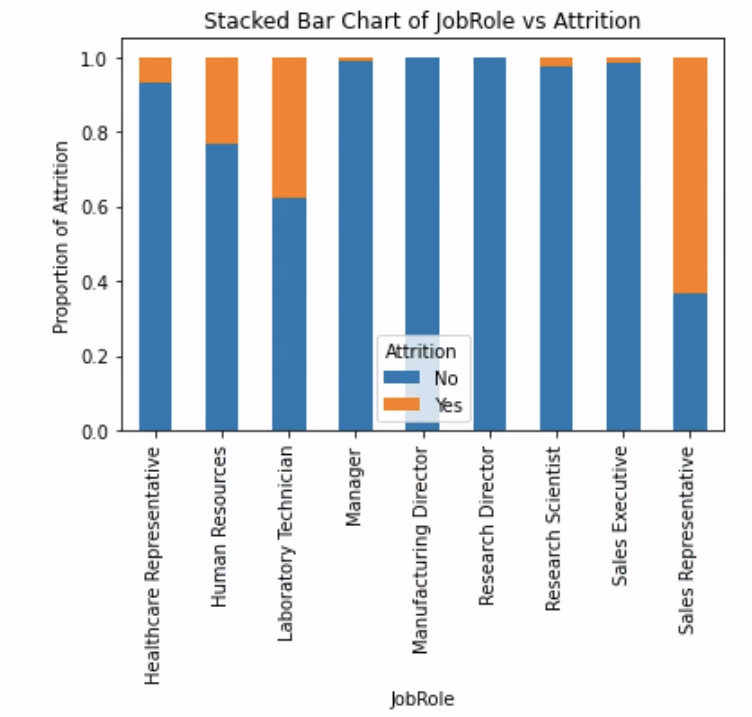 Stacked Bar Chart of JobRole vs Attrition
Proportion of Attrition
1.0
0.8
0.6
0.4
0.2
0.0
Attrition
No
Yes
Healthcare Representative
Human Resources
Laboratory Technician
Manager
Manufacturing Director
Research Director
Research Scientist
Sales Executive
Sales Representative
JobRole